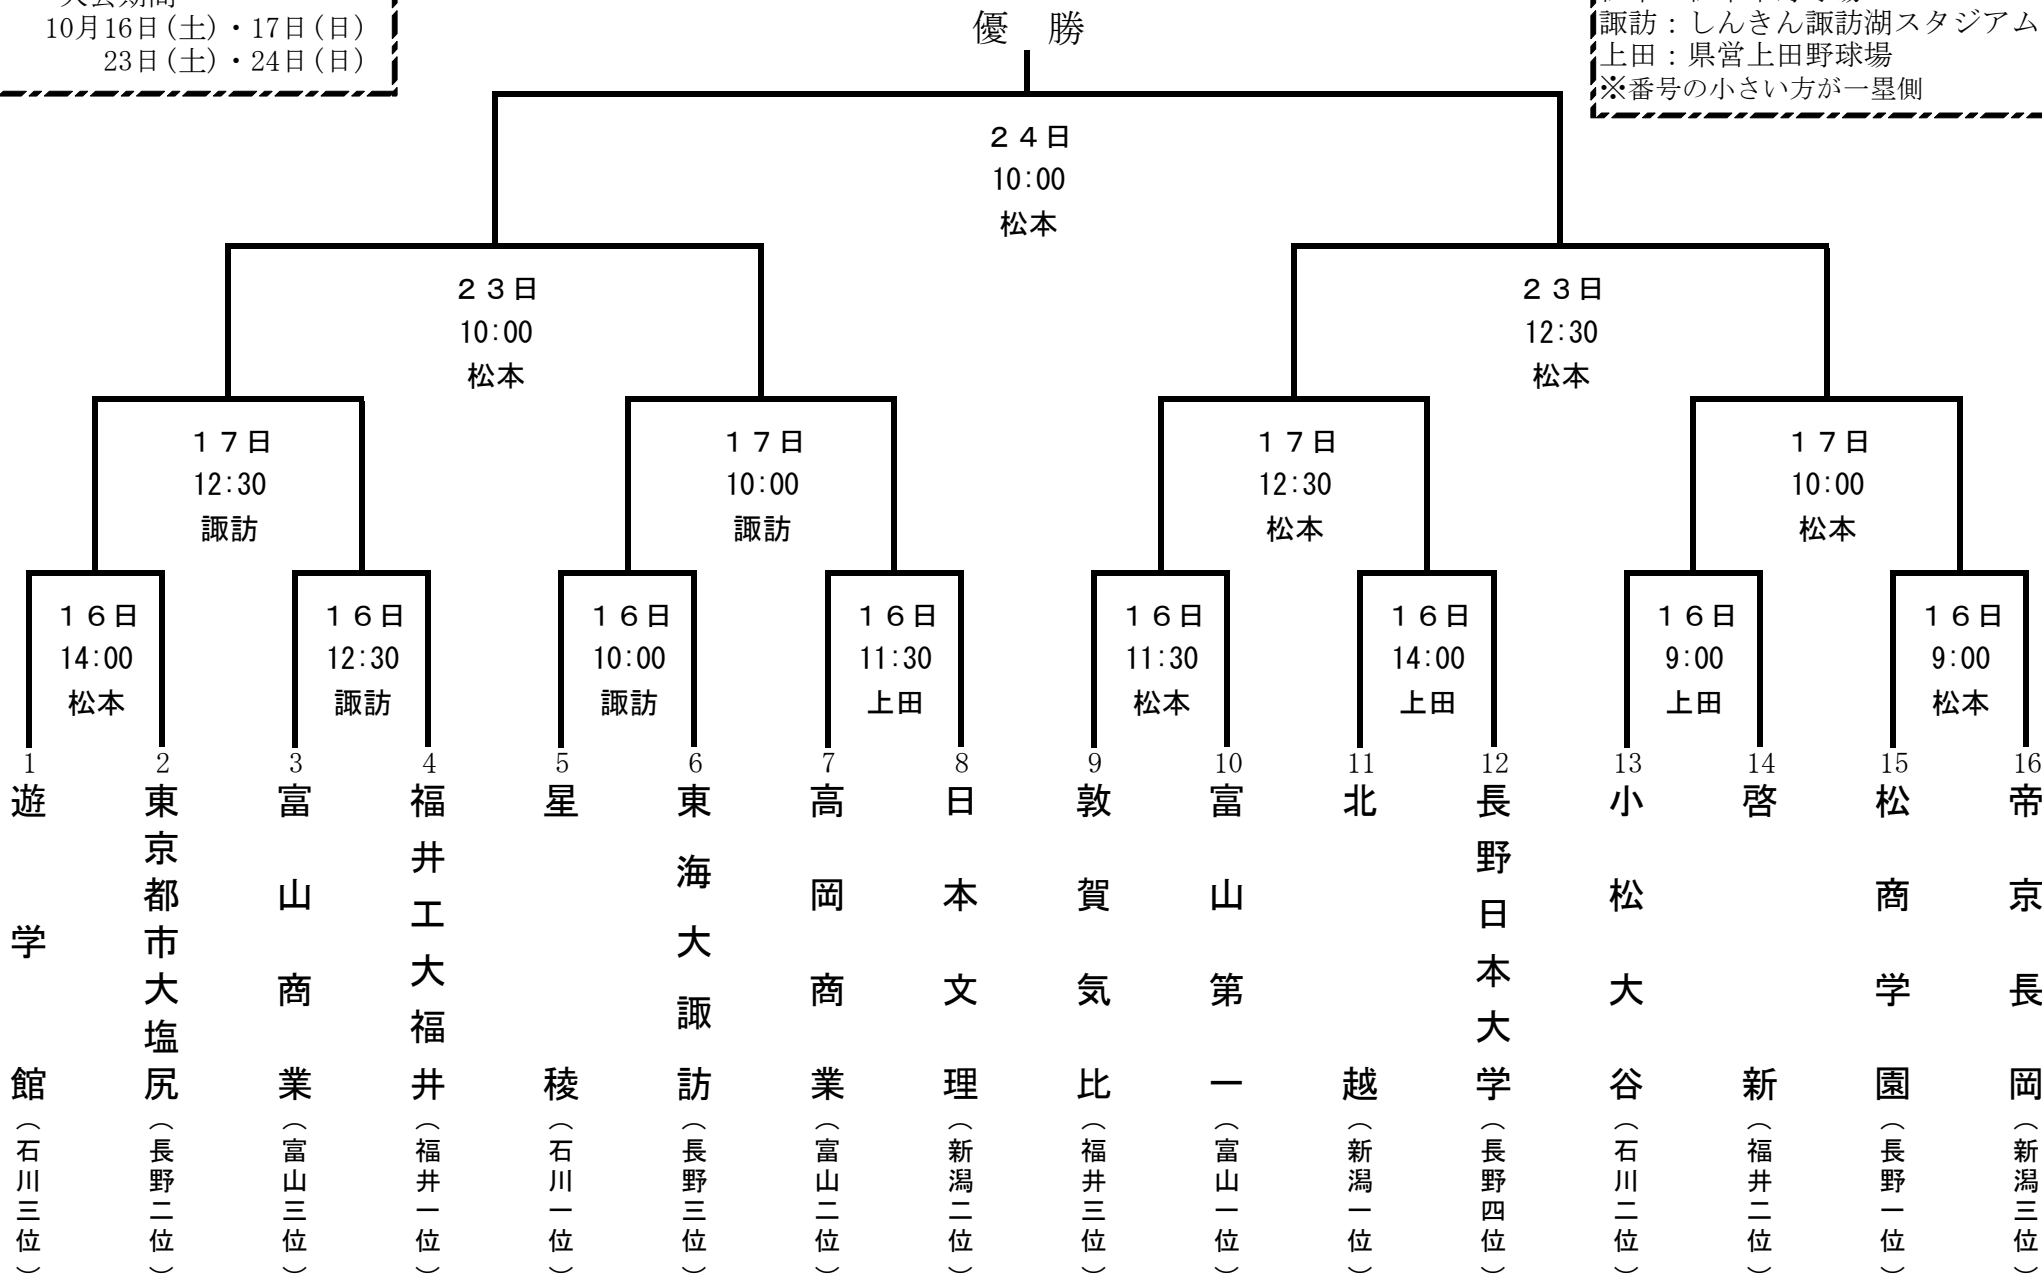 10月16日(土)・17日(日)
23日(土)・24日(日)
優 勝
諏訪：しんきん諏訪湖スタジアム
上田：県営上田野球場
※番号の小さい方が一塁側
２４日
10:00
松本
２３日
10:00
松本
２３日
12:30
松本
１７日
12:30
諏訪
１７日
10:00
諏訪
１７日
12:30
松本
１７日
10:00
松本
１６日
14:00
松本
１６日
12:30
諏訪
１６日
10:00
諏訪
１６日
11:30
上田
１６日
11:30
松本
１６日
14:00
上田
１６日
9:00
上田
１６日
9:00
松本
1
遊学館
（石川三位）
2
東京都市大塩尻
（長野二位）
3
富山商業
（富山三位）
4
福井工大福井
（福井一位）
5
星稜
（石川一位）
6
東海大諏訪
（長野三位）
7
高岡商業
（富山二位）
8
日本文理
（新潟二位）
9
敦賀気比
（福井三位）
10
富山第一
（富山一位）
11
北越
（新潟一位）
12
長野日本大学
（長野四位）
13
小松大谷
（石川二位）
14
啓新
（福井二位）
15
松商学園
（長野一位）
16
帝京長岡
（新潟三位）